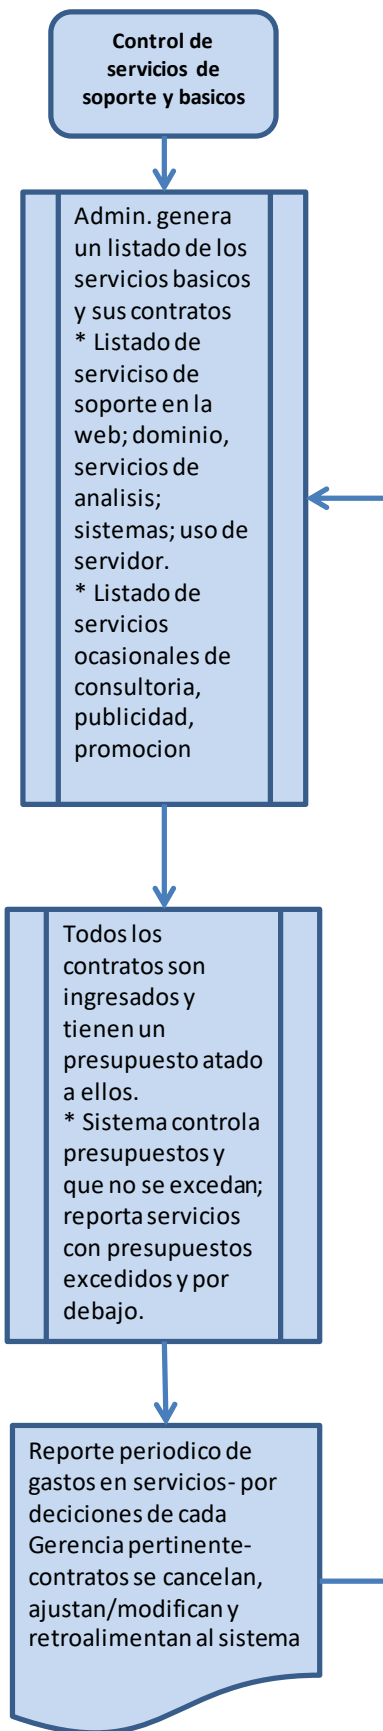 Control de
servicios de
soporte y basicos
Admin. genera
un listado de los
servicios basicos
y sus contratos
* Listado de
serviciso de
soporte en la
web; dominio,
servicios de
analisis;
sistemas; uso de
servidor.
* Listado de
servicios
ocasionales de
consultoria,
publicidad,
promocion
Todos los
contratos son
ingresados y
tienen un
presupuesto atado
a ellos.
* Sistema controla
presupuestos y
que no se excedan;
reporta servicios
con presupuestos
excedidos y por
debajo.
Reporte periodico de
gastos en servicios- por
deciciones de cada
Gerencia pertinente-
contratos se cancelan,
ajustan/modifican y
retroalimentan al sistema